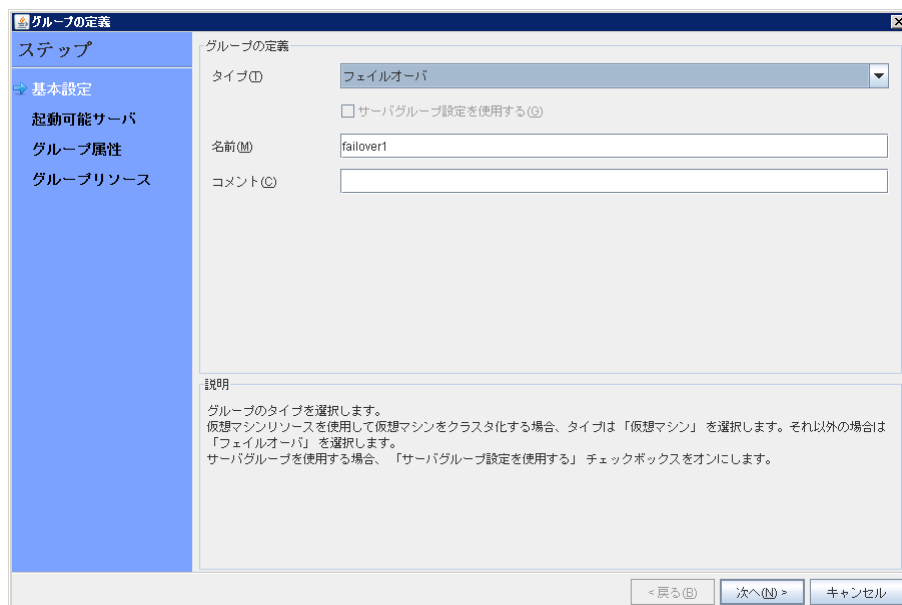 グループの定義
ステップ
基本設定
起動可能サーバ
グループ属性
グループリソース
グループの定義
タイプ(T) フェイルオーバ
サーバグループ設定を使用する(G)
名前(M) failover1
コメント(C)
説明
グループのタイプを選択します。
仮想マシンリソースを使用して仮想マシンをクラスタ化する場合、タイプは「仮想マシン」を選択します。それ以外の場合は
「フェイルオーバ」を選択します。
サーバグループを使用する場合、「サーバグループ設定を使用する」チェックボックスをオンにします。
<戻る(B) 次へ(N)> キャンセル